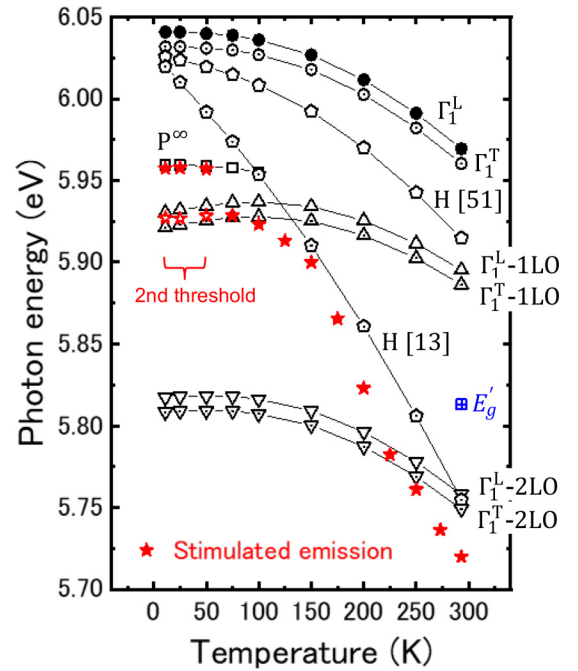 6.05
6.00
5.95
5.90
5.85
5.80
5.75
5.70
Photon energy (eV)
0 50 100 150 200 250 300
Temperature (K)
Γ₁ᴸ
Γ₁ᵀ
P∞
H [51]
Γ₁ᴸ-1LO
Γ₁ᵀ-1LO
2nd threshold
H [13]
E′g
Γ₁ᴸ-2LO
Γ₁ᵀ-2LO
Stimulated emission